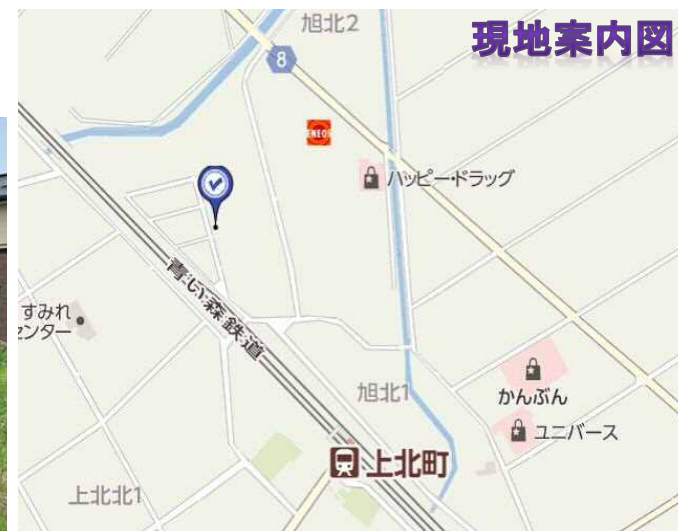 現地案内図
旭北2
8
ENEOS
ハッピー・ドラッグ
青い森鉄道
すみれ
センター
旭北1
かんぶん
ユニバース
上北町
上北北1